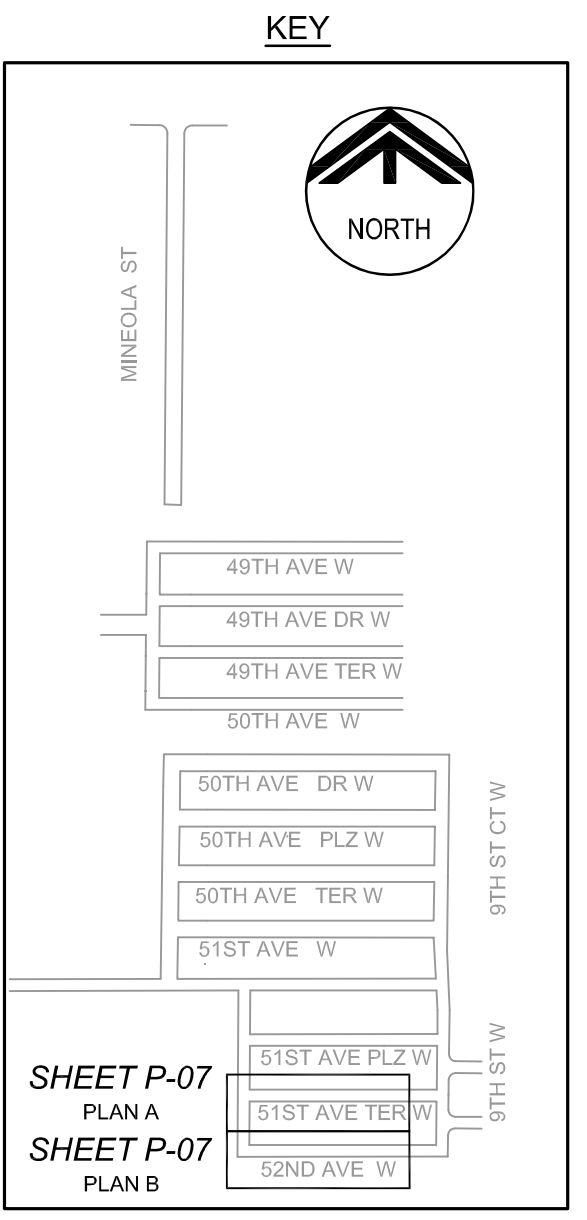 KEY
NORTH
MINEOLA ST
49TH AVE W
49TH AVE DR W
49TH AVE TER W
50TH AVE W
50TH AVE DR W
50TH AVE PLZ W
50TH AVE TER W
9TH ST CT W
51ST AVE W
51ST AVE PLZ W
9TH ST W
SHEET P-07
PLAN A
51ST AVE TER W
SHEET P-07
PLAN B
52ND AVE W